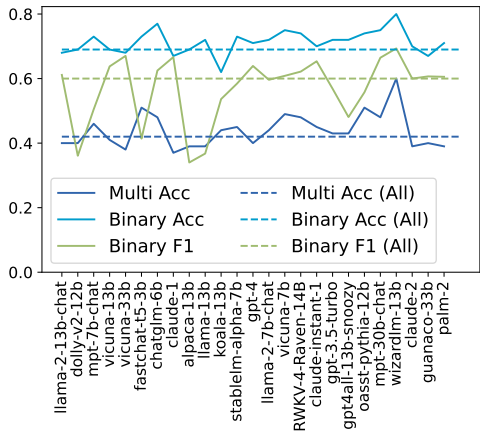 0.8
0.6
0.4
0.2
0.0
Multi Acc
Binary Acc
Binary F1
Multi Acc (All)
Binary Acc (All)
Binary F1 (All)
llama-2-13b-chat
dolly-v2-12b
mpt-7b-chat
vicuna-13b
vicuna-33b
fastchat-t5-3b
chatglm-6b
claude-1
alpaca-13b
llama-13b
koala-13b
stablelm-alpha-7b
gpt-4
llama-2-7b-chat
vicuna-7b
RWKV-4-Raven-14B
claude-instant-1
gpt-3.5-turbo
gpt4all-13b-snoozy
oasst-pythia-12b
mpt-30b-chat
wizardlm-13b
claude-2
guanaco-33b
palm-2